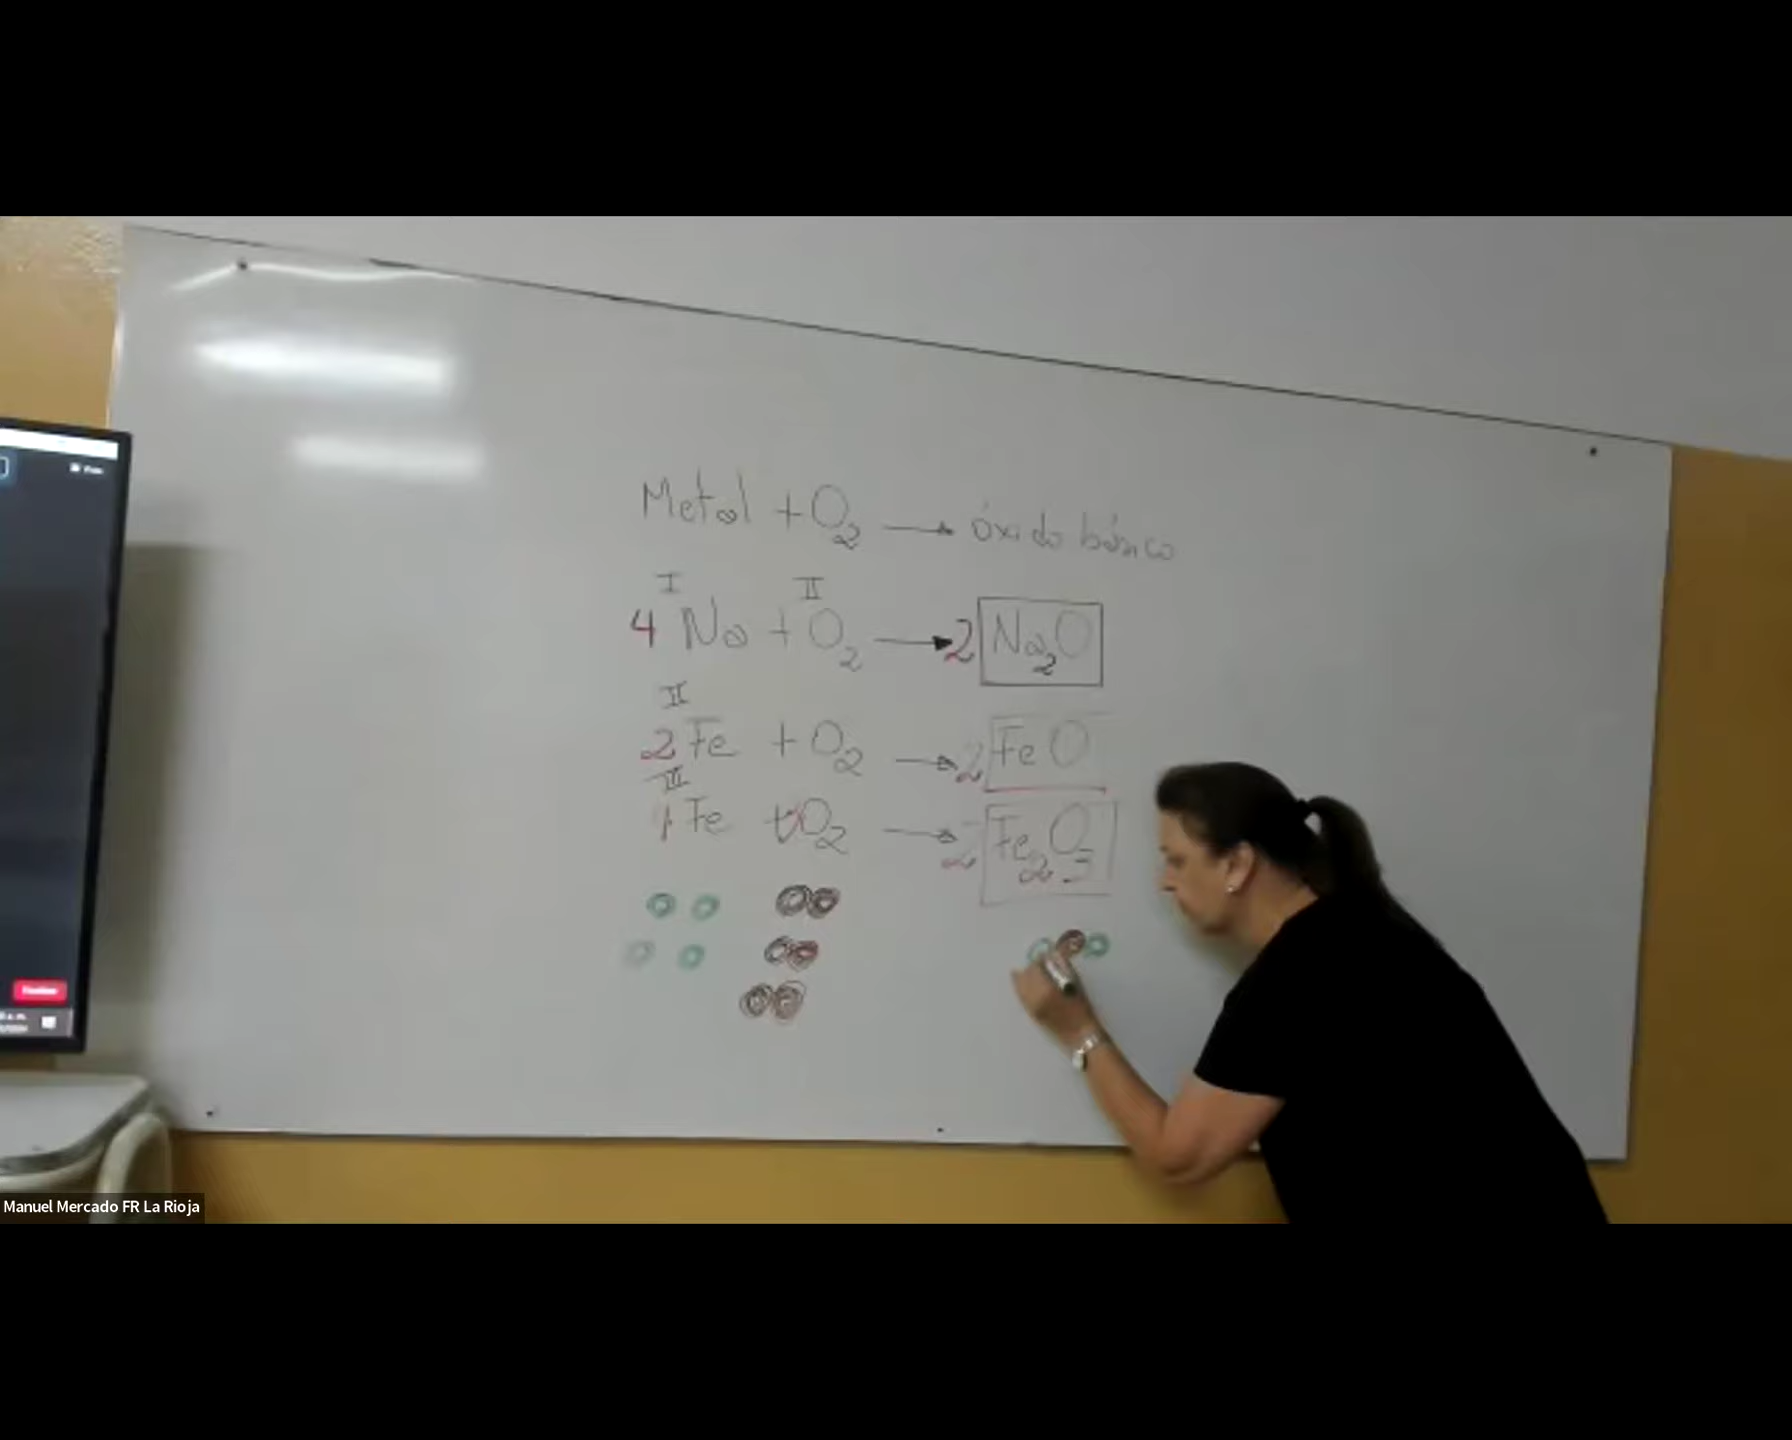 Metal + O2 → óxido básico
I II
4 Na + O2 → 2 Na2O
II
2 Fe + O2 → 2 FeO
III
Fe + O2 → 2 Fe2O3
Manuel Mercado FR La Rioja